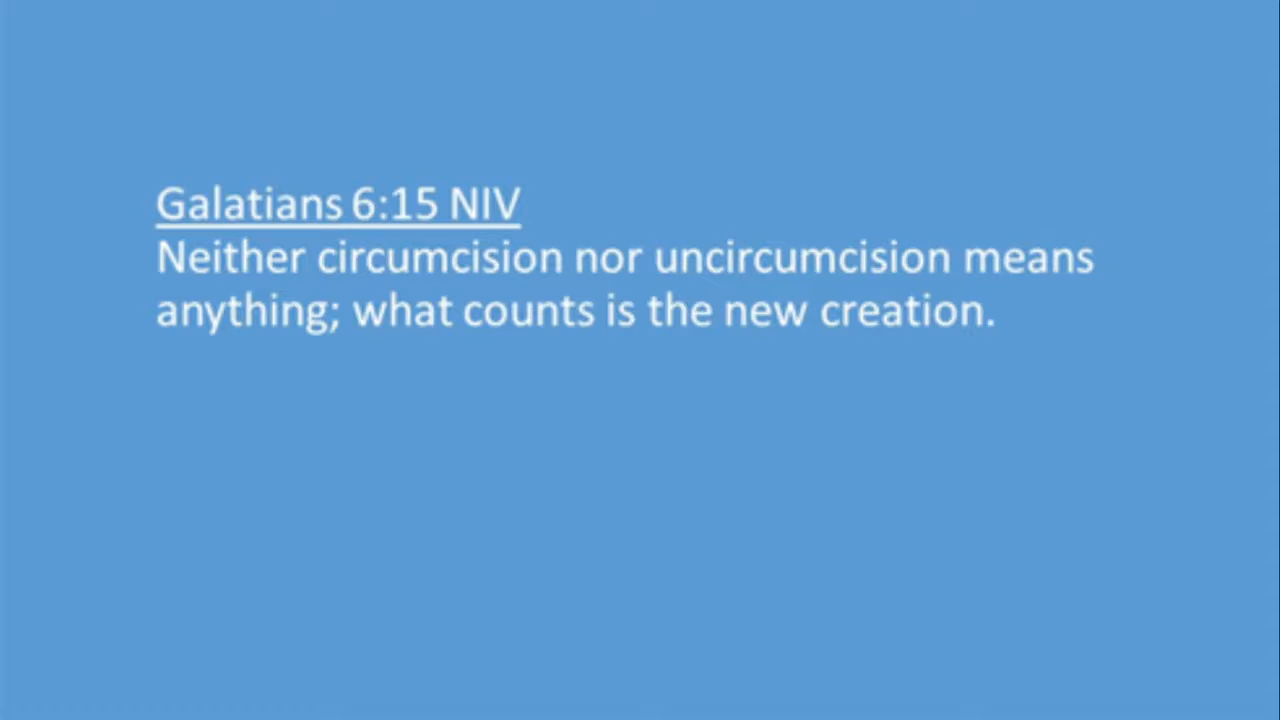 Galatians 6:15 NIV
Neither circumcision nor uncircumcision means
anything; what counts is the new creation.